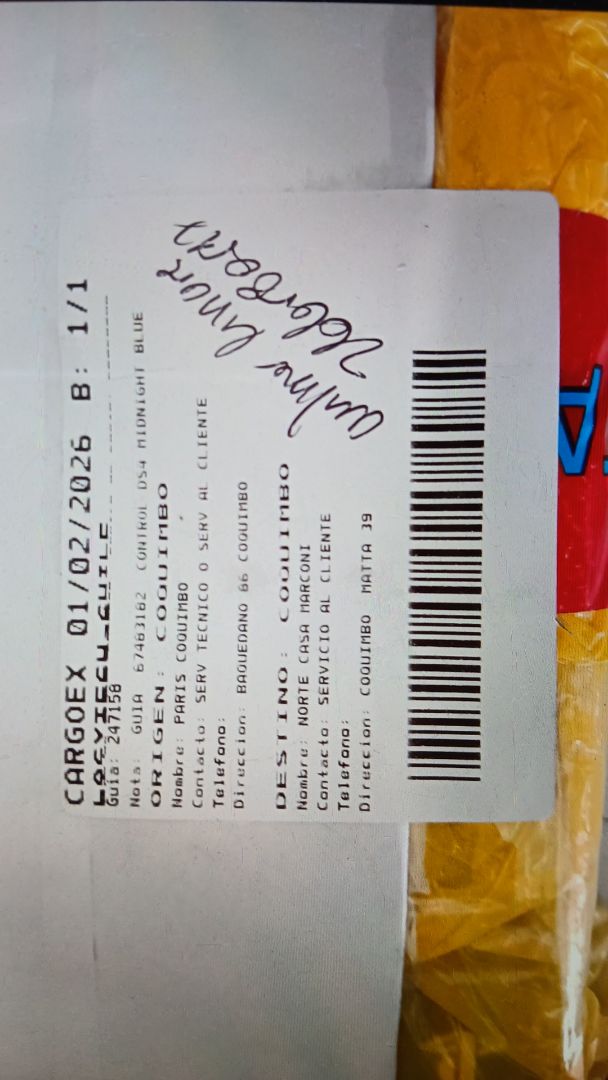 CARGOEX 01/02/2026 B: 1/1
Guia: 247158
Nota: GUIA 67483182 CONTROL DS4 MIDNIGHT BLUE
ORIGEN: COQUIMBO
Nombre: PARIS COQUIMBO
Contacto: SERV TECNICO O SERV AL CLIENTE
Telefono:
Direccion: BAQUEDANO 86 COQUIMBO
DESTINO: COQUIMBO
Nombre: NORTE CASA MARCONI
Contacto: SERVICIO AL CLIENTE
Telefono:
Direccion: COQUIMBO MATTA 39